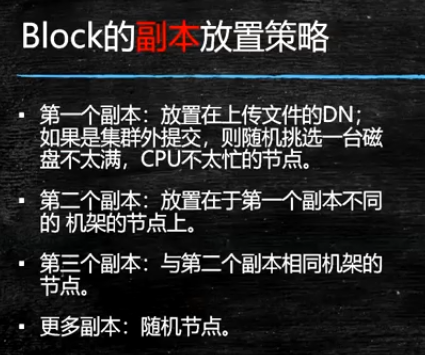 Block的副本放置策略
▪ 第一个副本：放置在上传文件的DN；
如果是集群外提交，则随机挑选一台磁
盘不太满，CPU不太忙的节点。
▪ 第二个副本：放置在于第一个副本不同
的 机架的节点上。
▪ 第三个副本：与第二个副本相同机架的
节点。
▪ 更多副本：随机节点。